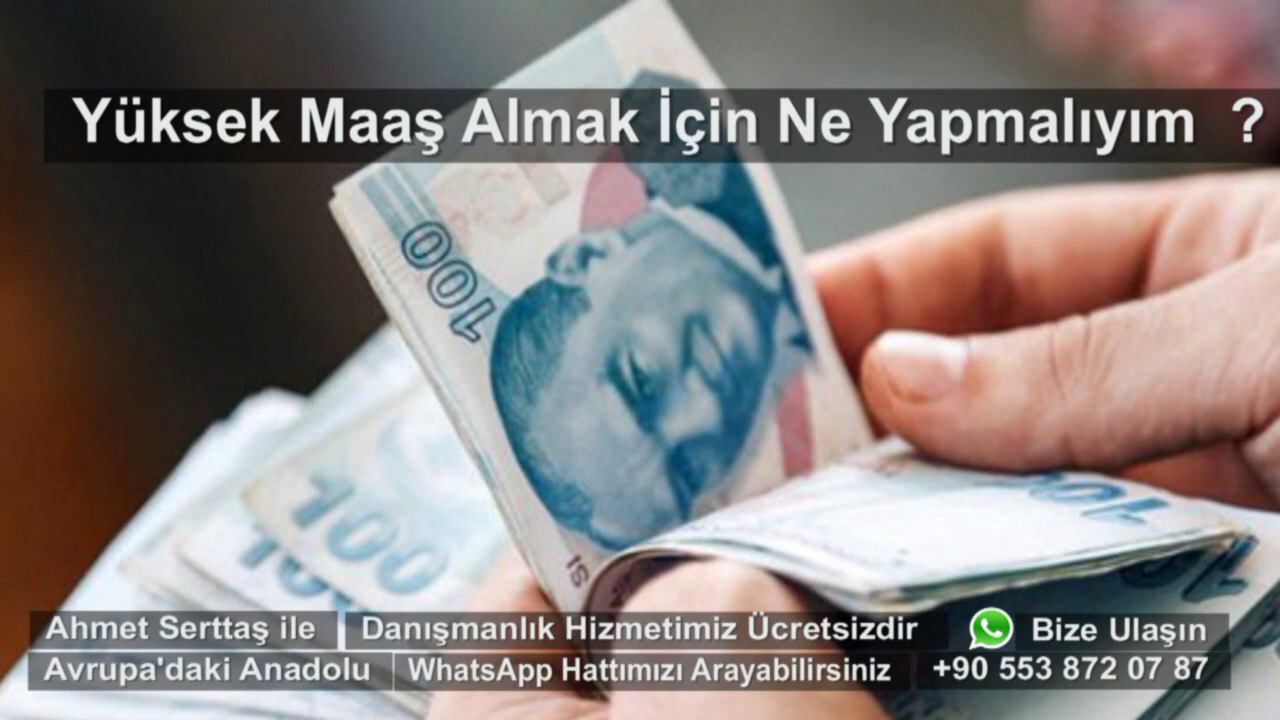 Yüksek Maaş Almak İçin Ne Yapmalıyım ?
100
100
Ahmet Serttaş ile
Danışmanlık Hizmetimiz Ücretsizdir
Bize Ulaşın
Avrupa'daki Anadolu
WhatsApp Hattımızı Arayabilirsiniz
+90 553 872 07 87